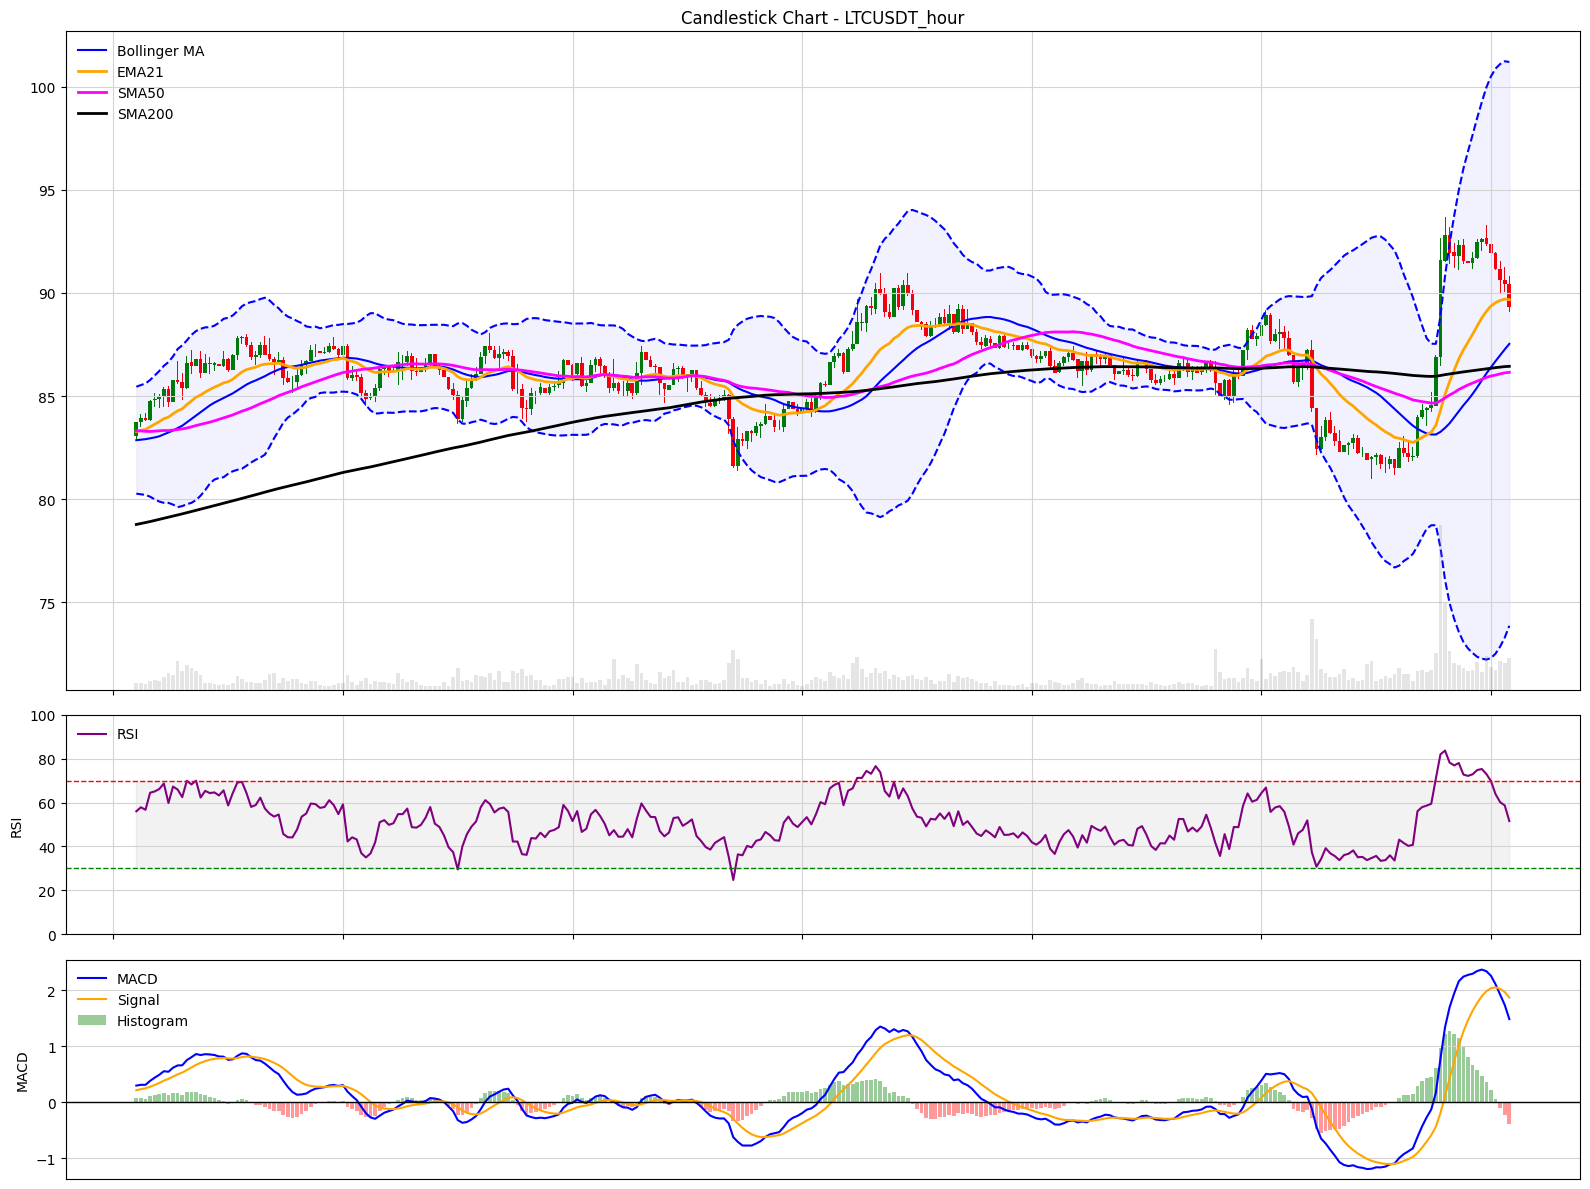 Candlestick Chart - LTCUSDT_hour
Bollinger MA
EMA21
SMA50
SMA200
100
95
90
85
80
75
RSI
100
80
60
40
20
0
RSI
MACD
Signal
Histogram
2
1
0
−1
MACD